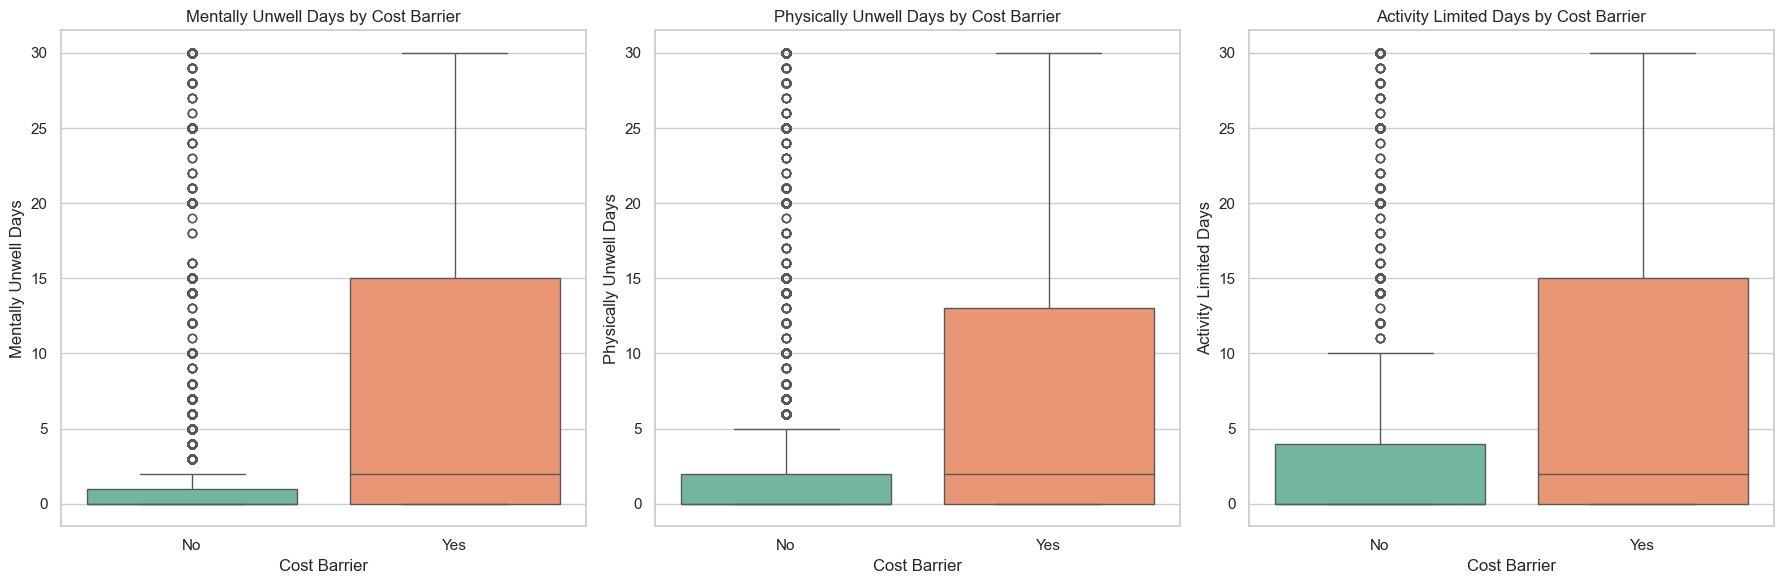 Mentally Unwell Days by Cost Barrier
30
25
20
15
10
5
0
Mentally Unwell Days
No
Yes
Cost Barrier
Physically Unwell Days by Cost Barrier
30
25
20
15
10
5
0
Physically Unwell Days
No
Yes
Cost Barrier
Activity Limited Days by Cost Barrier
30
25
20
15
10
5
0
Activity Limited Days
No
Yes
Cost Barrier